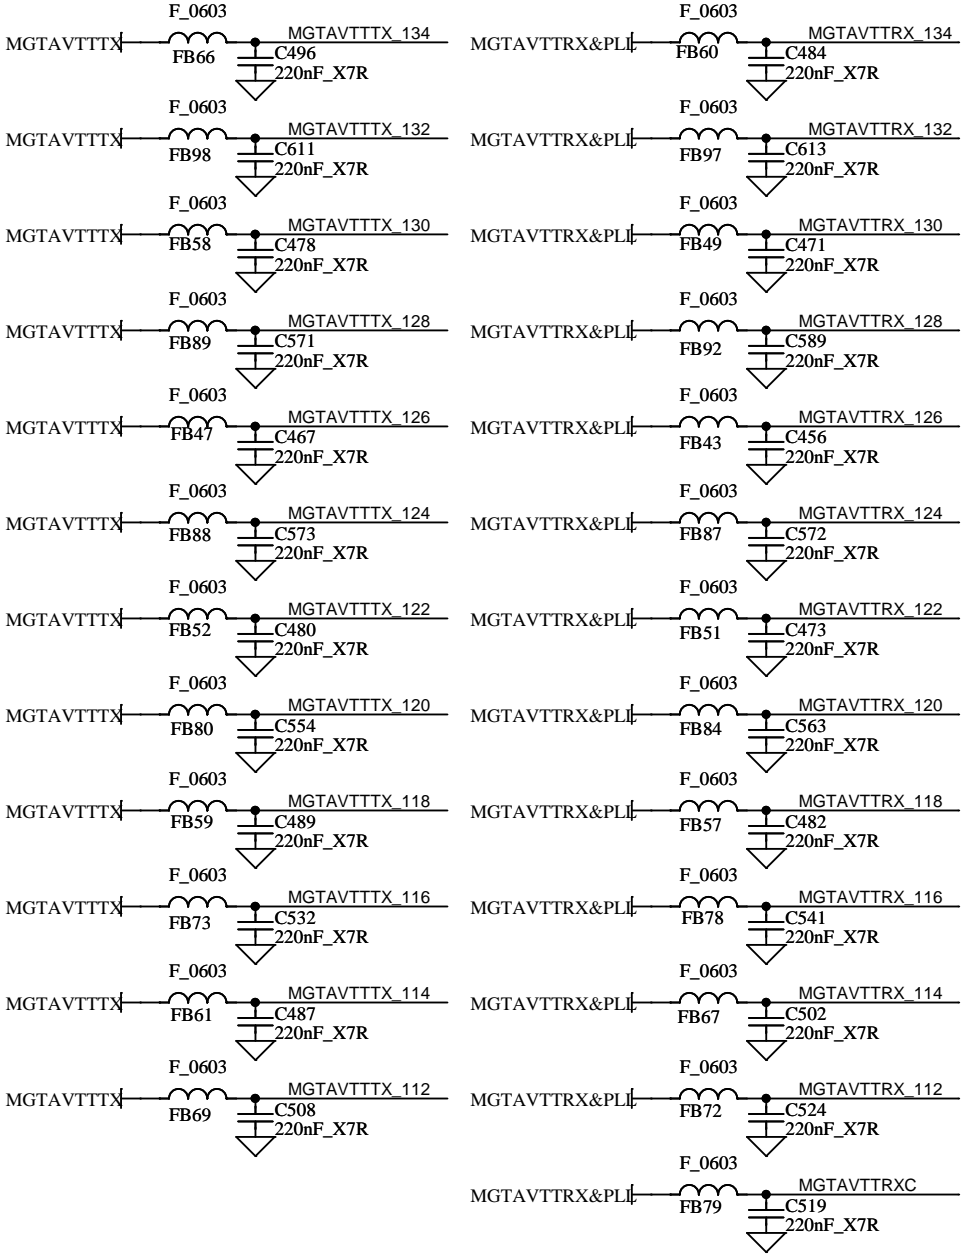 F_0603 F_0603
MGTAVTTTX MGTAVTTTX_134 MGTAVTTRX&PLL MGTAVTTRX_134
FB66 C496 FB60 C484
220nF_X7R 220nF_X7R
F_0603 F_0603
MGTAVTTTX MGTAVTTTX_132 MGTAVTTRX&PLL MGTAVTTRX_132
FB98 C611 FB97 C613
220nF_X7R 220nF_X7R
F_0603 F_0603
MGTAVTTTX MGTAVTTTX_130 MGTAVTTRX&PLL MGTAVTTRX_130
FB58 C478 FB49 C471
220nF_X7R 220nF_X7R
F_0603 F_0603
MGTAVTTTX MGTAVTTTX_128 MGTAVTTRX&PLL MGTAVTTRX_128
FB89 C571 FB92 C589
220nF_X7R 220nF_X7R
F_0603 F_0603
MGTAVTTTX MGTAVTTTX_126 MGTAVTTRX&PLL MGTAVTTRX_126
FB47 C467 FB43 C456
220nF_X7R 220nF_X7R
F_0603 F_0603
MGTAVTTTX MGTAVTTTX_124 MGTAVTTRX&PLL MGTAVTTRX_124
FB88 C573 FB87 C572
220nF_X7R 220nF_X7R
F_0603 F_0603
MGTAVTTTX MGTAVTTTX_122 MGTAVTTRX&PLL MGTAVTTRX_122
FB52 C480 FB51 C473
220nF_X7R 220nF_X7R
F_0603 F_0603
MGTAVTTTX MGTAVTTTX_120 MGTAVTTRX&PLL MGTAVTTRX_120
FB80 C554 FB84 C563
220nF_X7R 220nF_X7R
F_0603 F_0603
MGTAVTTTX MGTAVTTTX_118 MGTAVTTRX&PLL MGTAVTTRX_118
FB59 C489 FB57 C482
220nF_X7R 220nF_X7R
F_0603 F_0603
MGTAVTTTX MGTAVTTTX_116 MGTAVTTRX&PLL MGTAVTTRX_116
FB73 C532 FB78 C541
220nF_X7R 220nF_X7R
F_0603 F_0603
MGTAVTTTX MGTAVTTTX_114 MGTAVTTRX&PLL MGTAVTTRX_114
FB61 C487 FB67 C502
220nF_X7R 220nF_X7R
F_0603 F_0603
MGTAVTTTX MGTAVTTTX_112 MGTAVTTRX&PLL MGTAVTTRX_112
FB69 C508 FB72 C524
220nF_X7R 220nF_X7R
F_0603
MGTAVTTRX&PLL MGTAVTTRXC
FB79 C519
220nF_X7R